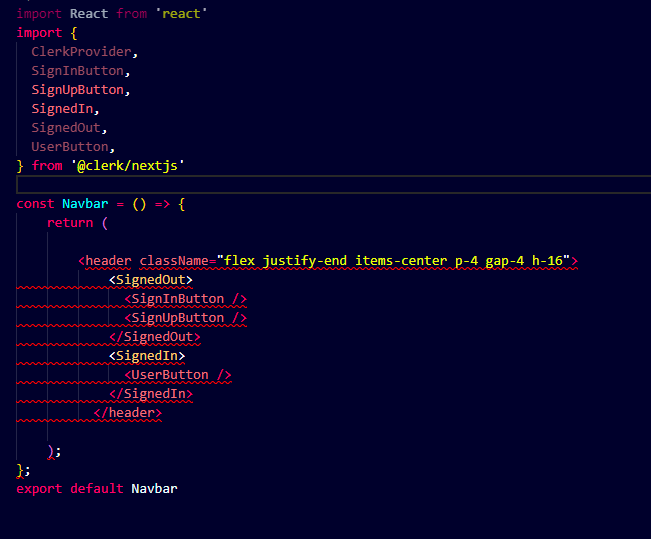 import React from 'react'
import {
  ClerkProvider,
  SignInButton,
  SignUpButton,
  SignedIn,
  SignedOut,
  UserButton,
} from '@clerk/nextjs'

const Navbar = () => {
    return (

        <header className="flex justify-end items-center p-4 gap-4 h-16">
            <SignedOut>
              <SignInButton />
              <SignUpButton />
            </SignedOut>
            <SignedIn>
              <UserButton />
            </SignedIn>
          </header>

    );
};
export default Navbar